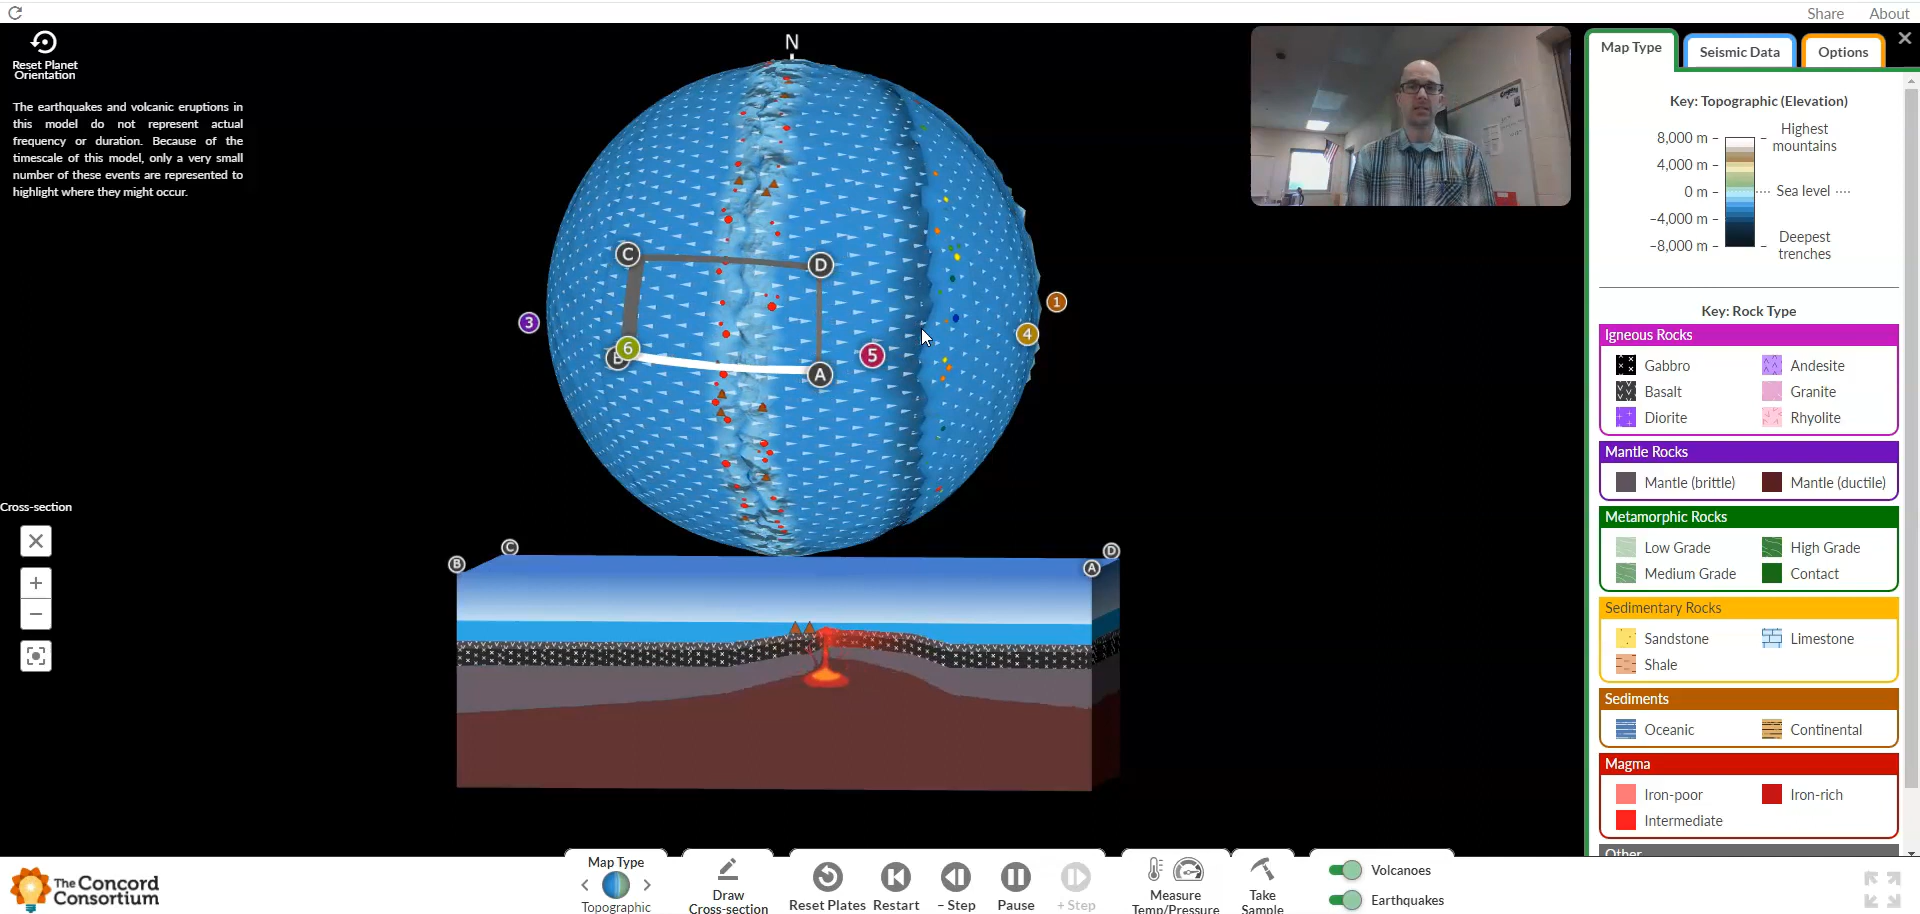 Share About
Reset Planet
Orientation
The earthquakes and volcanic eruptions in
this model do not represent actual
frequency or duration. Because of the
timescale of this model, only a very small
number of these events are represented to
highlight where they might occur.
N
C
D
3
1
4
B
6
5
A
Cross-section
B
C
D
A
Map Type
Seismic Data
Options
Key: Topographic (Elevation)
8,000 m
4,000 m
0 m
-4,000 m
-8,000 m
Highest
mountains
Sea level
Deepest
trenches
Key: Rock Type
Igneous Rocks
Gabbro Andesite
Basalt Granite
Diorite Rhyolite
Mantle Rocks
Mantle (brittle) Mantle (ductile)
Metamorphic Rocks
Low Grade High Grade
Medium Grade Contact
Sedimentary Rocks
Sandstone Limestone
Shale
Sediments
Oceanic Continental
Magma
Iron-poor Iron-rich
Intermediate
Other
The Concord
Consortium
Map Type
Topographic
Draw
Cross-section
Reset Plates
Restart
- Step
Pause
+ Step
Measure
Temp/Pressure
Take
Sample
Volcanoes
Earthquakes